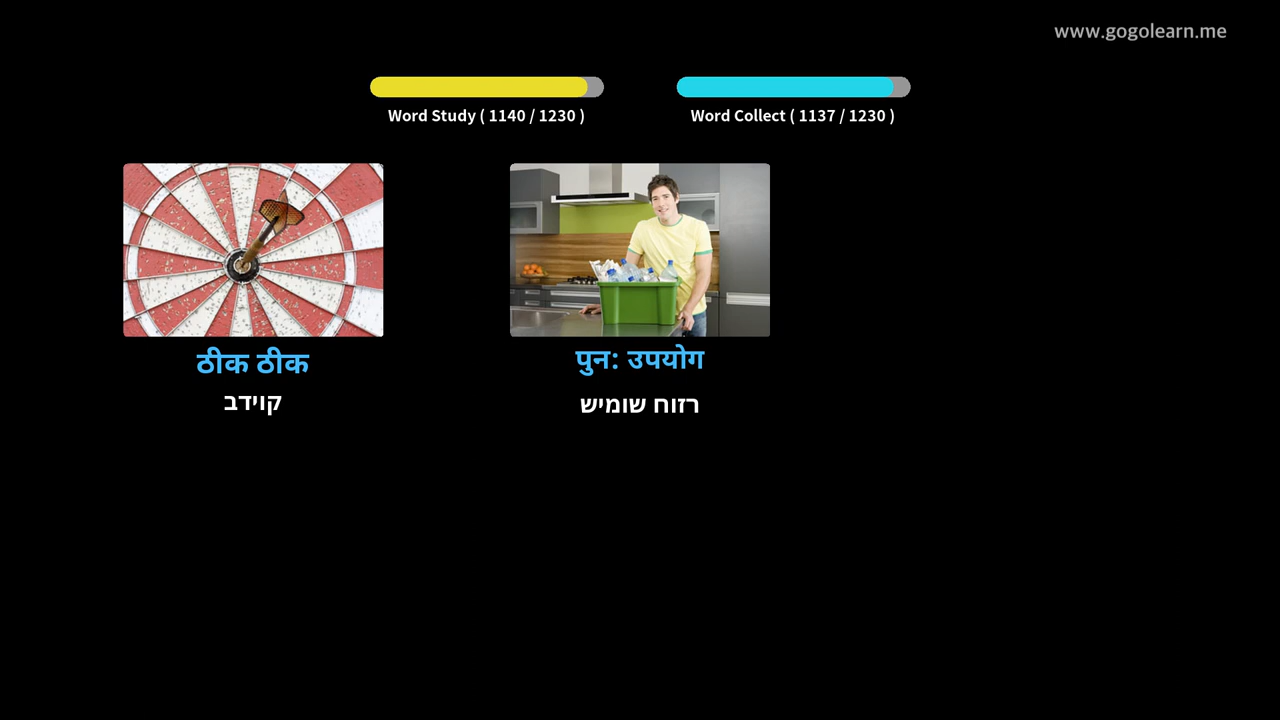 www.gogolearn.me
Word Study ( 1140 / 1230 )
Word Collect ( 1137 / 1230 )
ठीक ठीक
קוידב
पुन: उपयोग
רזוח שומיש